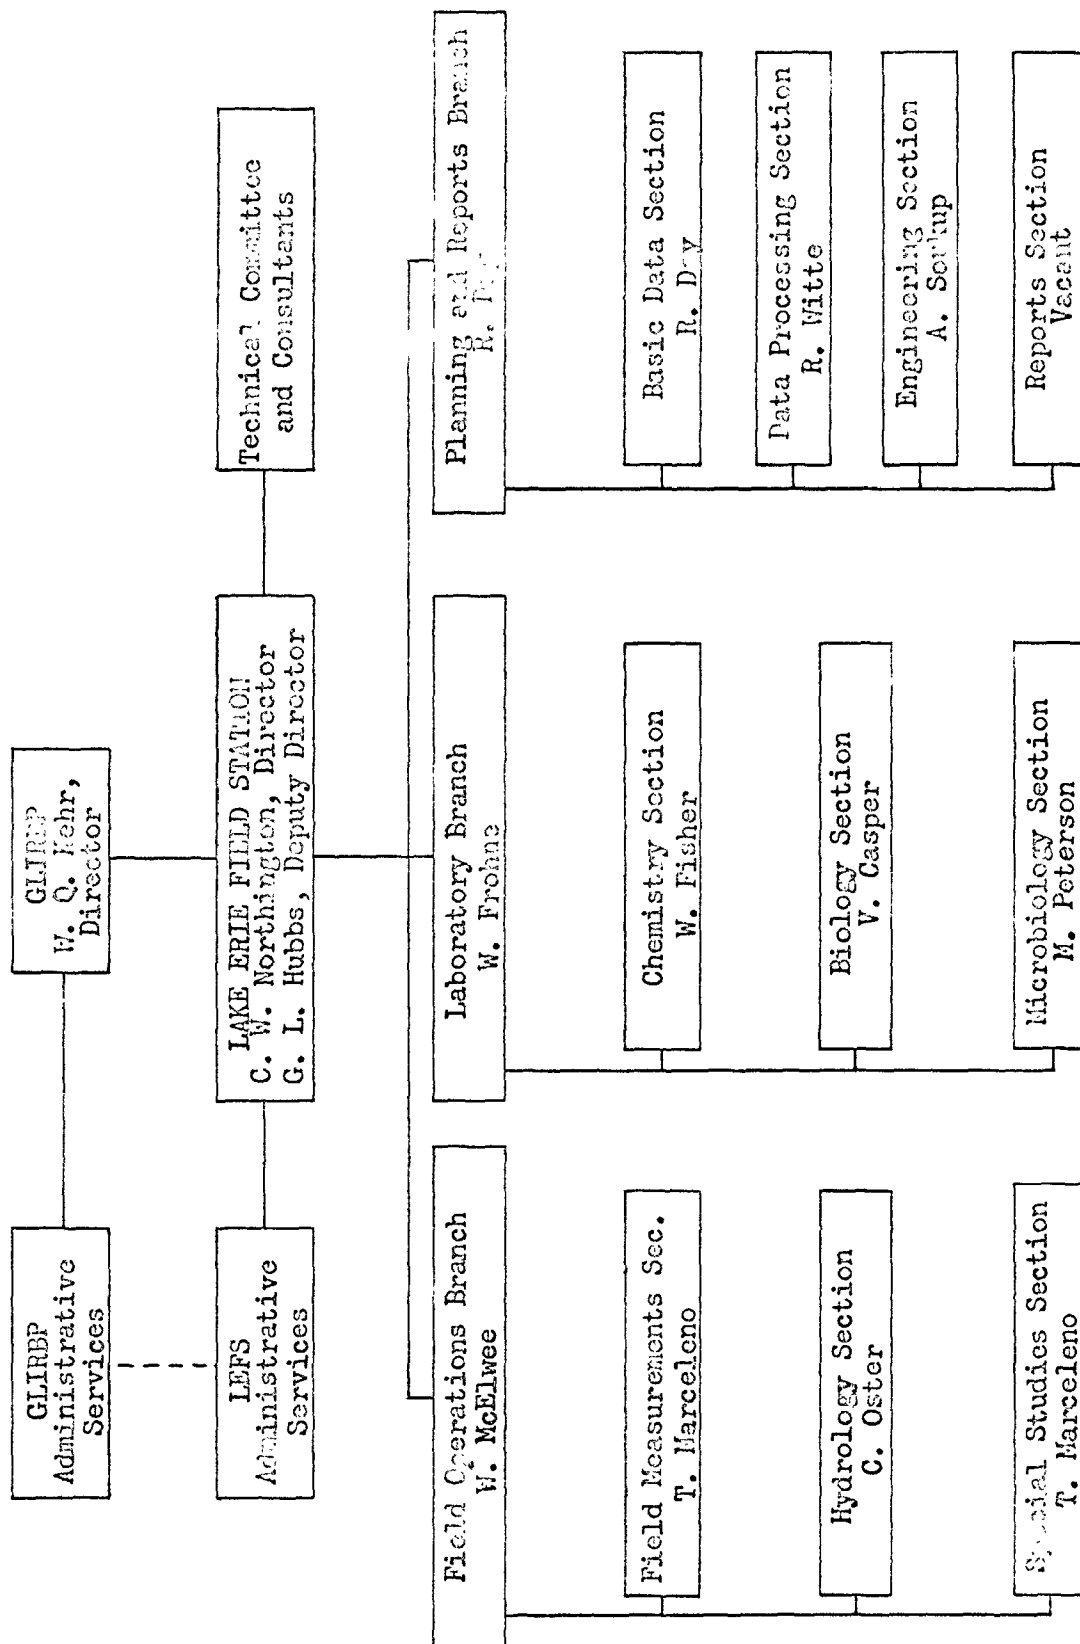 GLIRBP
Administrative
Services
GLIRBP
W. Q. Kehr,
Director
LEFS
Administrative
Services
LAKE ERIE FIELD STATION
C. W. Northington, Director
G. L. Hubbs, Deputy Director
Technical Committee
and Consultants
Field Operations Branch
W. McElwee
Laboratory Branch
W. Frohne
Planning and Reports Branch
R.
Field Measurements Sec.
T. Marceleno
Hydrology Section
C. Oster
Special Studies Section
T. Marceleno
Chemistry Section
W. Fisher
Biology Section
V. Casper
Microbiology Section
M. Peterson
Basic Data Section
R.
Data Processing Section
R. Witte
Engineering Section
A.
Reports Section
Vacant